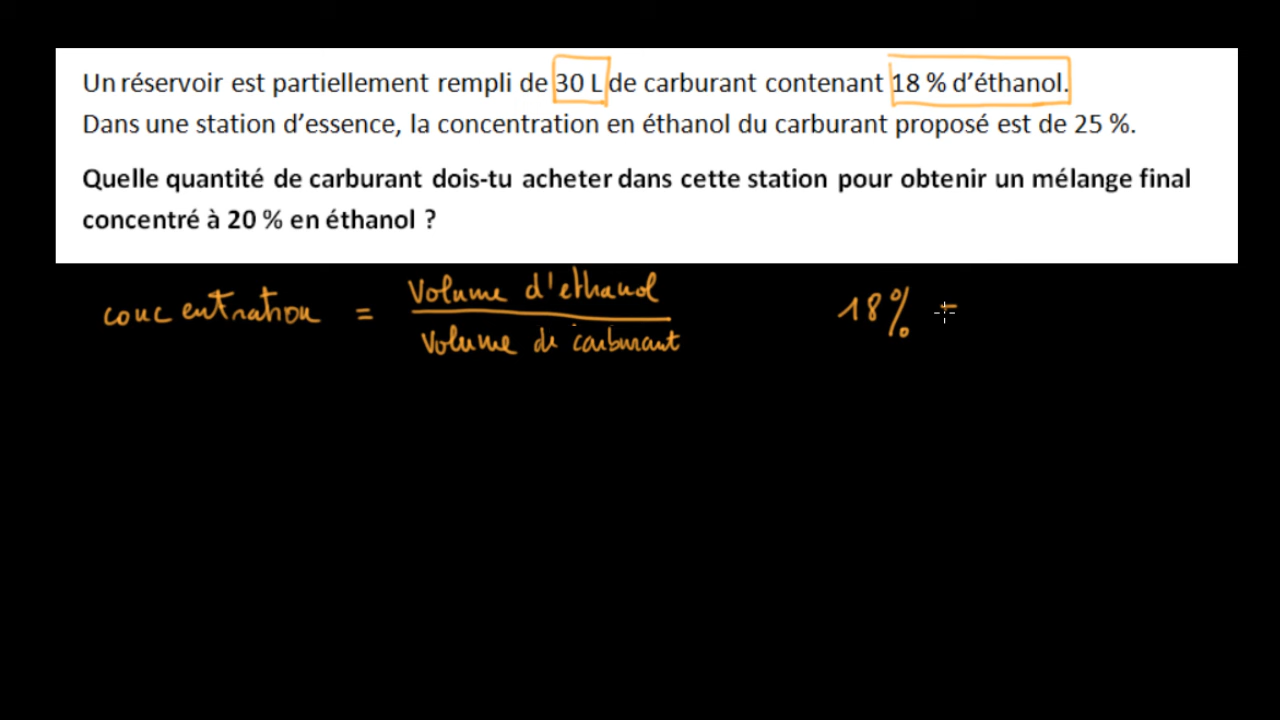 Un réservoir est partiellement rempli de 30 L de carburant contenant 18 % d'éthanol.
Dans une station d'essence, la concentration en éthanol du carburant proposé est de 25 %.
Quelle quantité de carburant dois-tu acheter dans cette station pour obtenir un mélange final
concentré à 20 % en éthanol ?
concentration = Volume d'éthanol / Volume de carburant
18% =